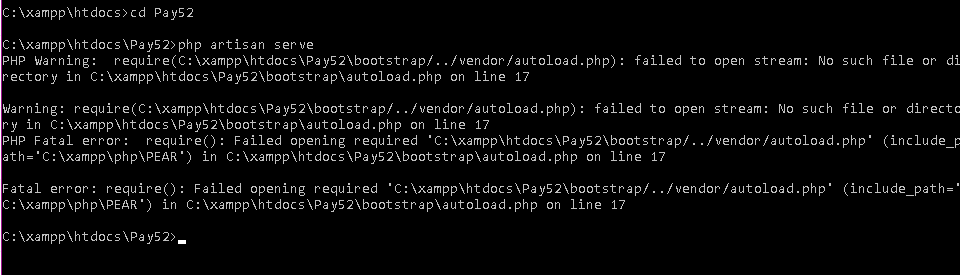 C:\xampp\htdocs>cd Pay52
C:\xampp\htdocs\Pay52>php artisan serve
PHP Warning:  require(C:\xampp\htdocs\Pay52\bootstrap/../vendor/autoload.php): failed to open stream: No such file or di
rectory in C:\xampp\htdocs\Pay52\bootstrap\autoload.php on line 17
Warning: require(C:\xampp\htdocs\Pay52\bootstrap/../vendor/autoload.php): failed to open stream: No such file or directo
ry in C:\xampp\htdocs\Pay52\bootstrap\autoload.php on line 17
PHP Fatal error:  require(): Failed opening required 'C:\xampp\htdocs\Pay52\bootstrap/../vendor/autoload.php' (include_p
ath='C:\xampp\php\PEAR') in C:\xampp\htdocs\Pay52\bootstrap\autoload.php on line 17
Fatal error: require(): Failed opening required 'C:\xampp\htdocs\Pay52\bootstrap/../vendor/autoload.php' (include_path='
C:\xampp\php\PEAR') in C:\xampp\htdocs\Pay52\bootstrap\autoload.php on line 17
C:\xampp\htdocs\Pay52>